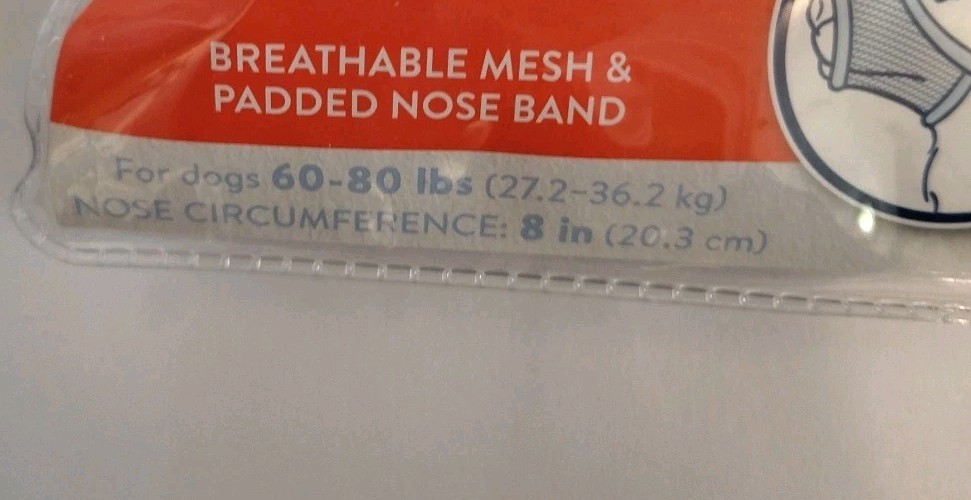 BREATHABLE MESH &
PADDED NOSE BAND
For dogs 60-80 lbs (27.2-36.2 kg)
NOSE CIRCUMFERENCE: 8 in (20.3 cm)